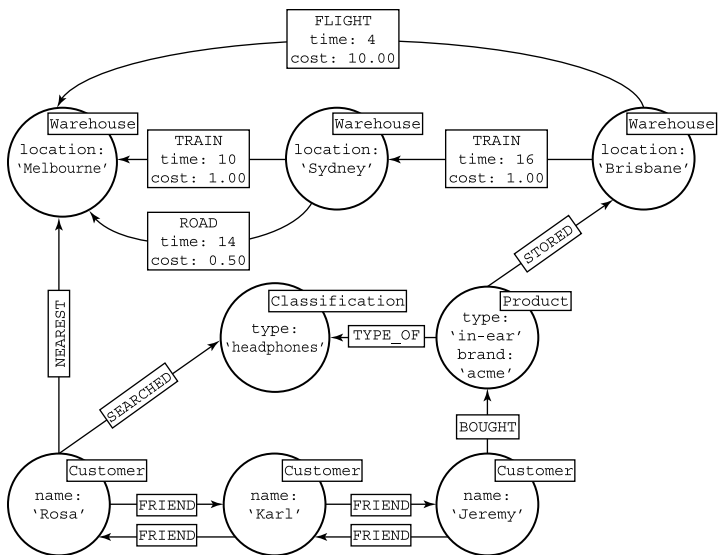 FLIGHT
time: 4
cost: 10.00
Warehouse
location:
‘Melbourne’
TRAIN
time: 10
cost: 1.00
Warehouse
location:
‘Sydney’
TRAIN
time: 16
cost: 1.00
Warehouse
location:
‘Brisbane’
ROAD
time: 14
cost: 0.50
STORED
NEAREST
Classification
type:
‘headphones’
TYPE_OF
Product
type:
‘in-ear’
brand:
‘acme’
SEARCHED
BOUGHT
Customer
name:
‘Rosa’
FRIEND
FRIEND
Customer
name:
‘Karl’
FRIEND
FRIEND
Customer
name:
‘Jeremy’